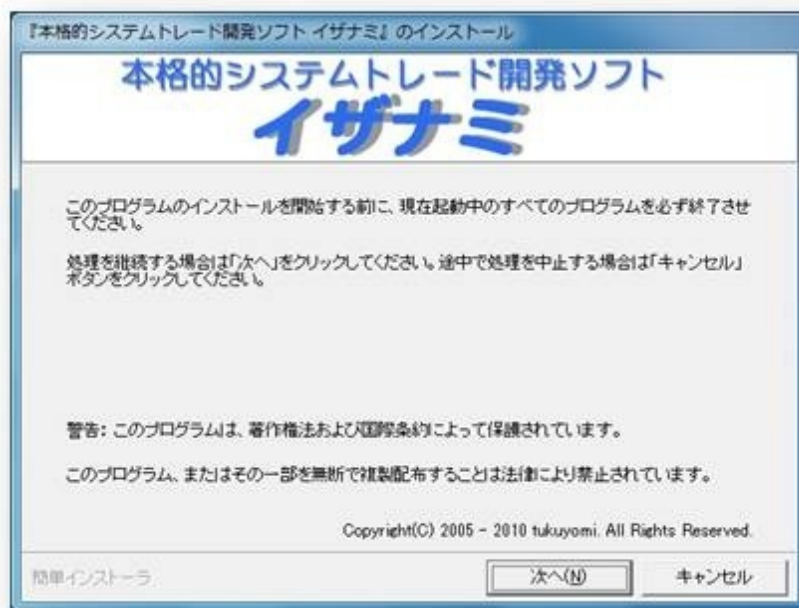 『本格的システムトレード開発ソフト イザナミ』 のインストール
本格的システムトレード開発ソフト
イザナミ
このプログラムのインストールを開始する前に、現在起動中のすべてのプログラムを必ず終了させ
てください。
処理を継続する場合は「次へ」をクリックしてください。途中で処理を中止する場合は「キャンセル」
ボタンをクリックしてください。
警告: このプログラムは、著作権法および国際条約によって保護されています。
このプログラム、またはその一部を無断で複製配布することは法律により禁止されています。
Copyright(C) 2005 - 2010 tukuyomi. All Rights Reserved.
簡単インストーラ
次へ(N)
キャンセル